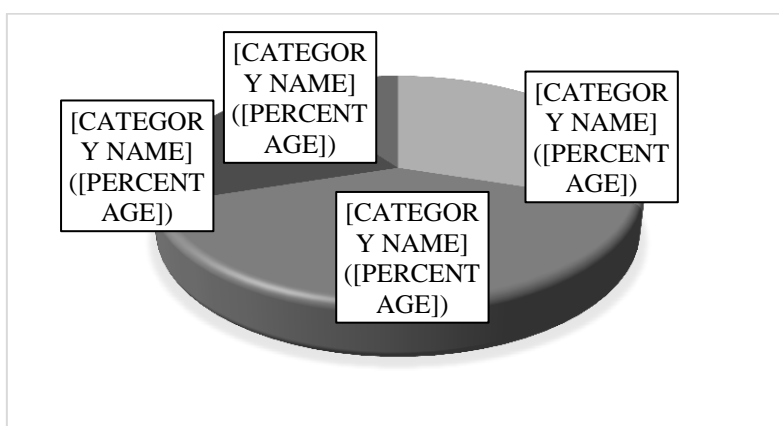 [CATEGOR
Y NAME]
([PERCENT
AGE])
[CATEGOR
Y NAME]
([PERCENT
AGE])
[CATEGOR
Y NAME]
([PERCENT
AGE])
[CATEGOR
Y NAME]
([PERCENT
AGE])